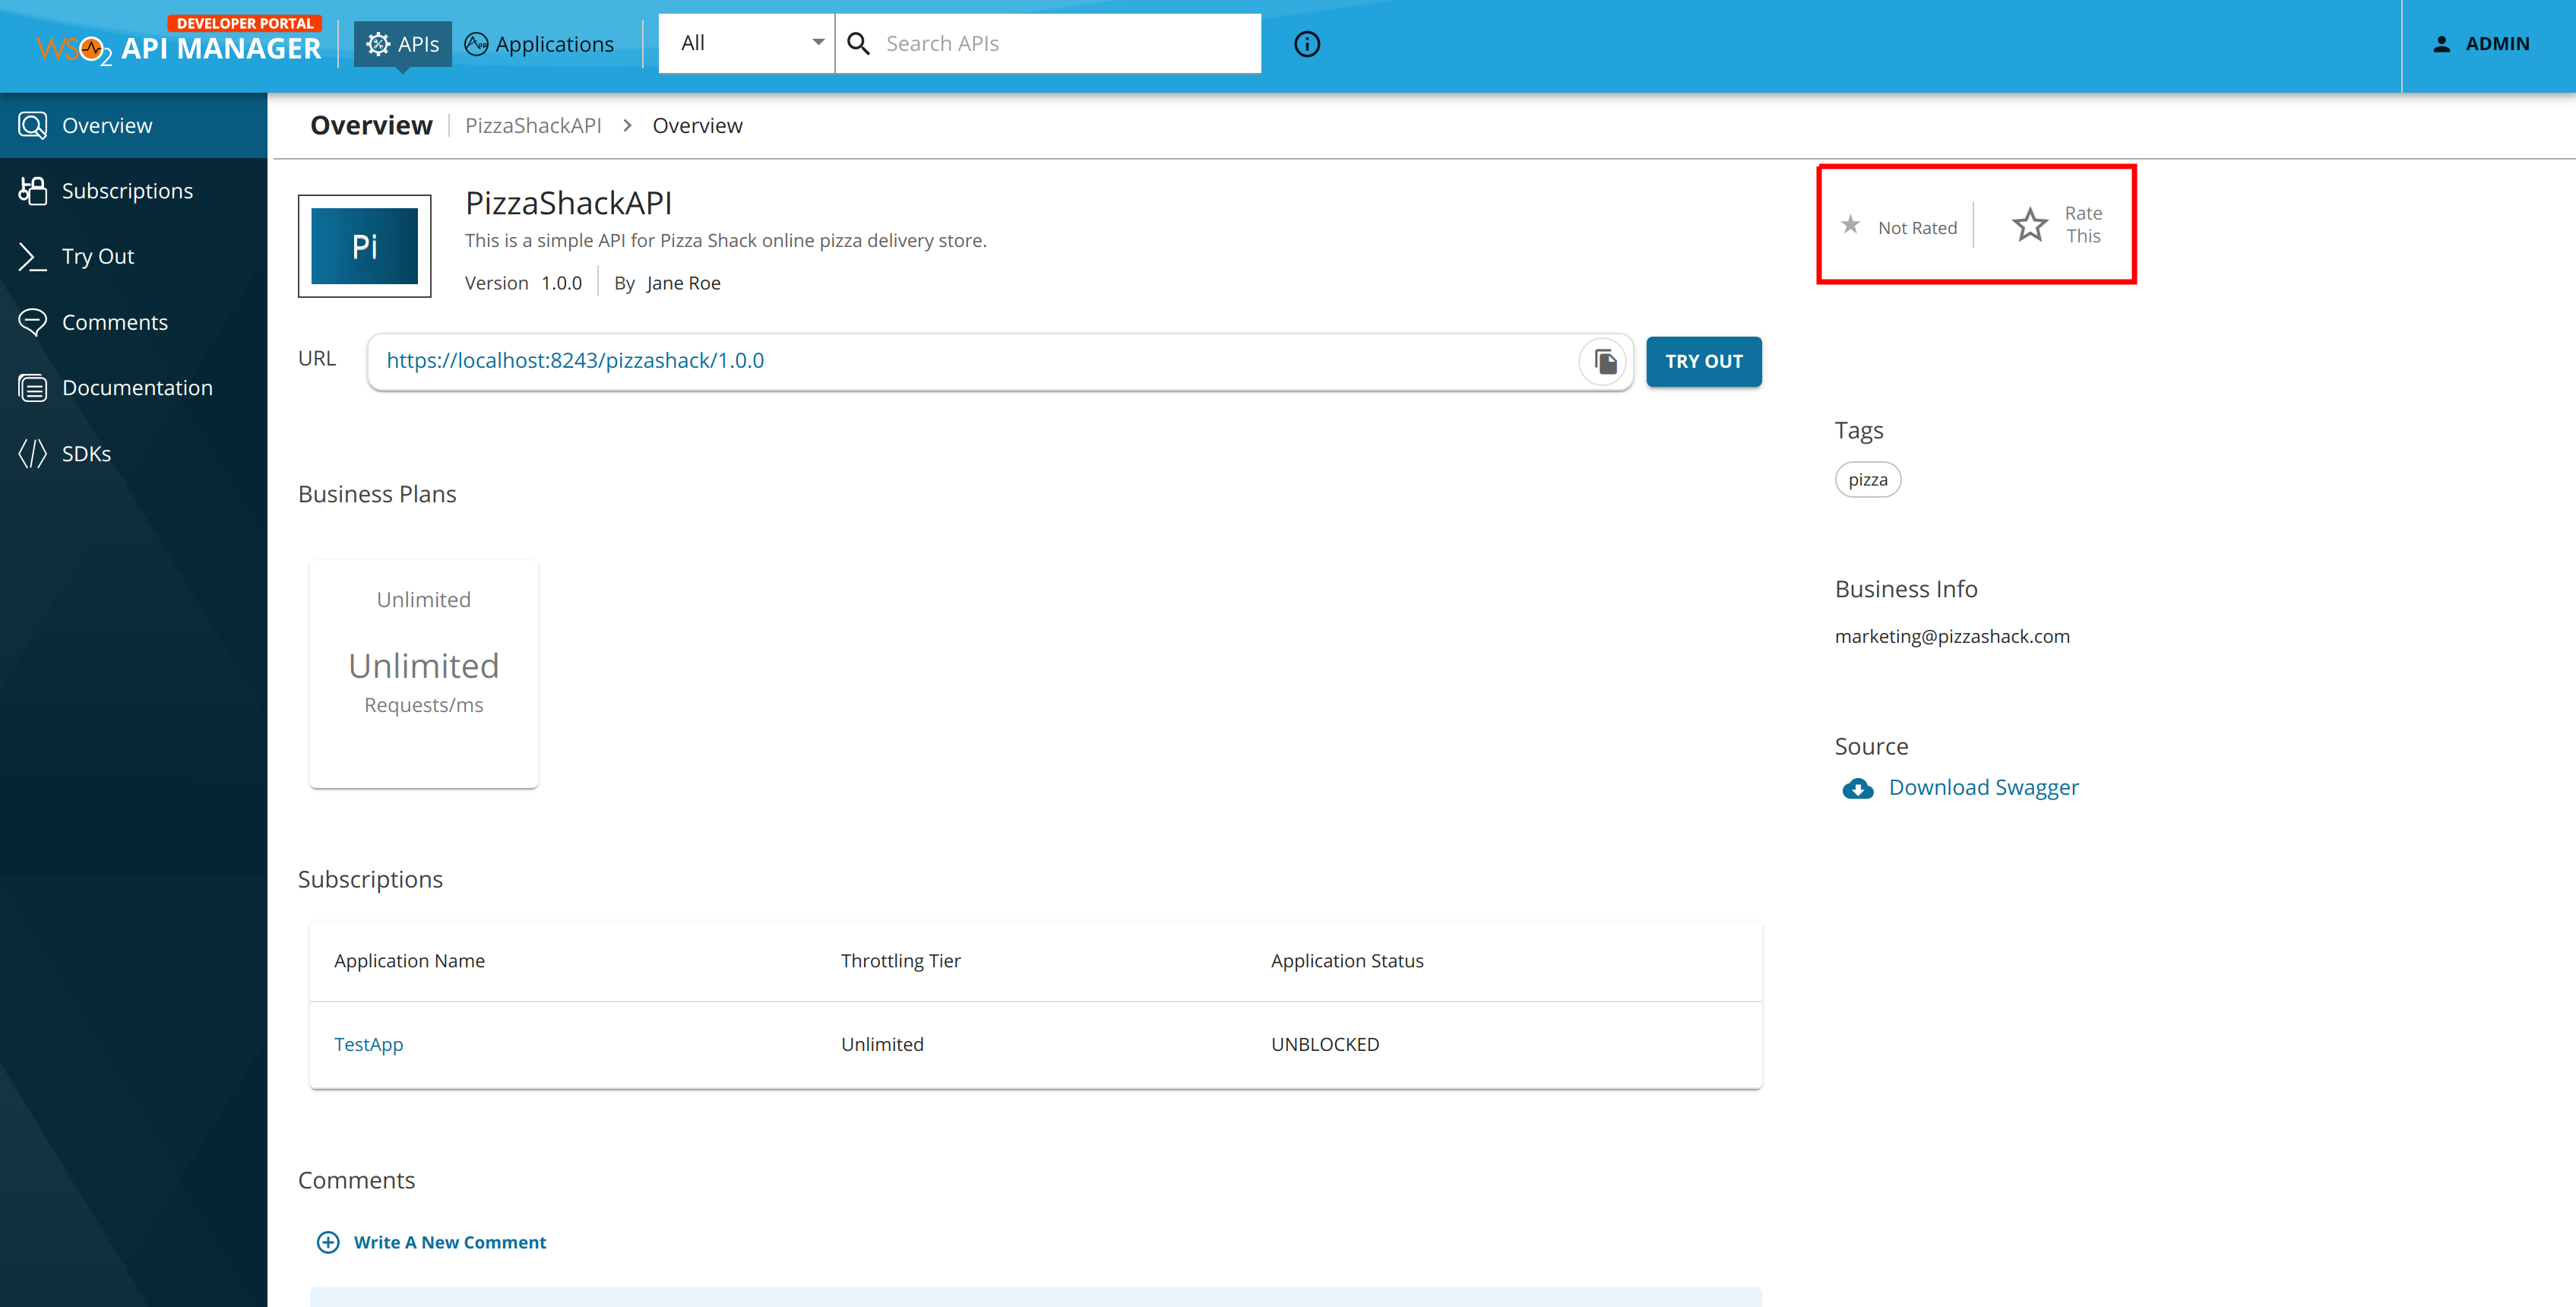 DEVELOPER PORTAL
WSO2 API MANAGER
APIs
Applications
All
Search APIs
ADMIN
Overview
Subscriptions
Try Out
Comments
Documentation
SDKs
Overview PizzaShackAPI > Overview
Pi
PizzaShackAPI
This is a simple API for Pizza Shack online pizza delivery store.
Version 1.0.0 By Jane Roe
Not Rated
Rate
This
URL https://localhost:8243/pizzashack/1.0.0 TRY OUT
Tags
pizza
Business Plans
Unlimited
Unlimited
Requests/ms
Business Info
marketing@pizzashack.com
Source
Download Swagger
Subscriptions
Application Name Throttling Tier Application Status
TestApp Unlimited UNBLOCKED
Comments
Write A New Comment